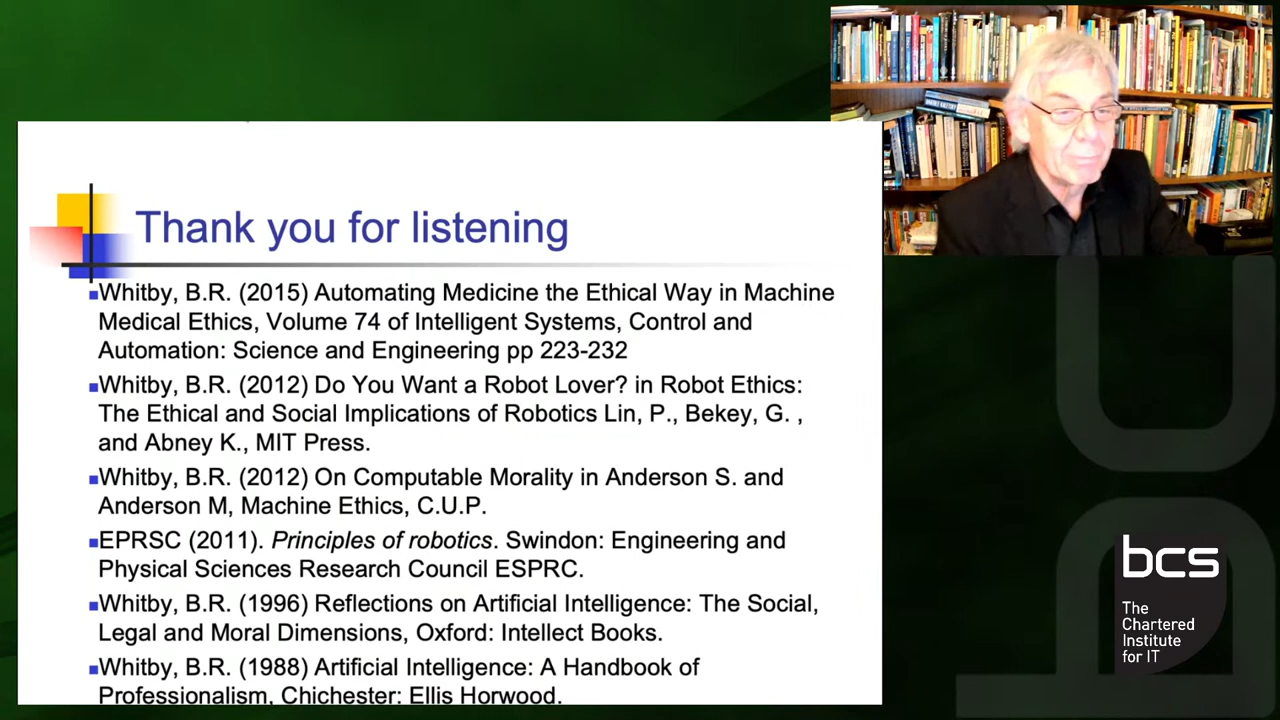 Thank you for listening
Whitby, B.R. (2015) Automating Medicine the Ethical Way in Machine
Medical Ethics, Volume 74 of Intelligent Systems, Control and
Automation: Science and Engineering pp 223-232
Whitby, B.R. (2012) Do You Want a Robot Lover? in Robot Ethics:
The Ethical and Social Implications of Robotics Lin, P., Bekey, G. ,
and Abney K., MIT Press.
Whitby, B.R. (2012) On Computable Morality in Anderson S. and
Anderson M, Machine Ethics, C.U.P.
EPRSC (2011). Principles of robotics. Swindon: Engineering and
Physical Sciences Research Council ESPRC.
Whitby, B.R. (1996) Reflections on Artificial Intelligence: The Social,
Legal and Moral Dimensions, Oxford: Intellect Books.
Whitby, B.R. (1988) Artificial Intelligence: A Handbook of
Professionalism, Chichester: Ellis Horwood.
bcs
The
Chartered
Institute
for IT